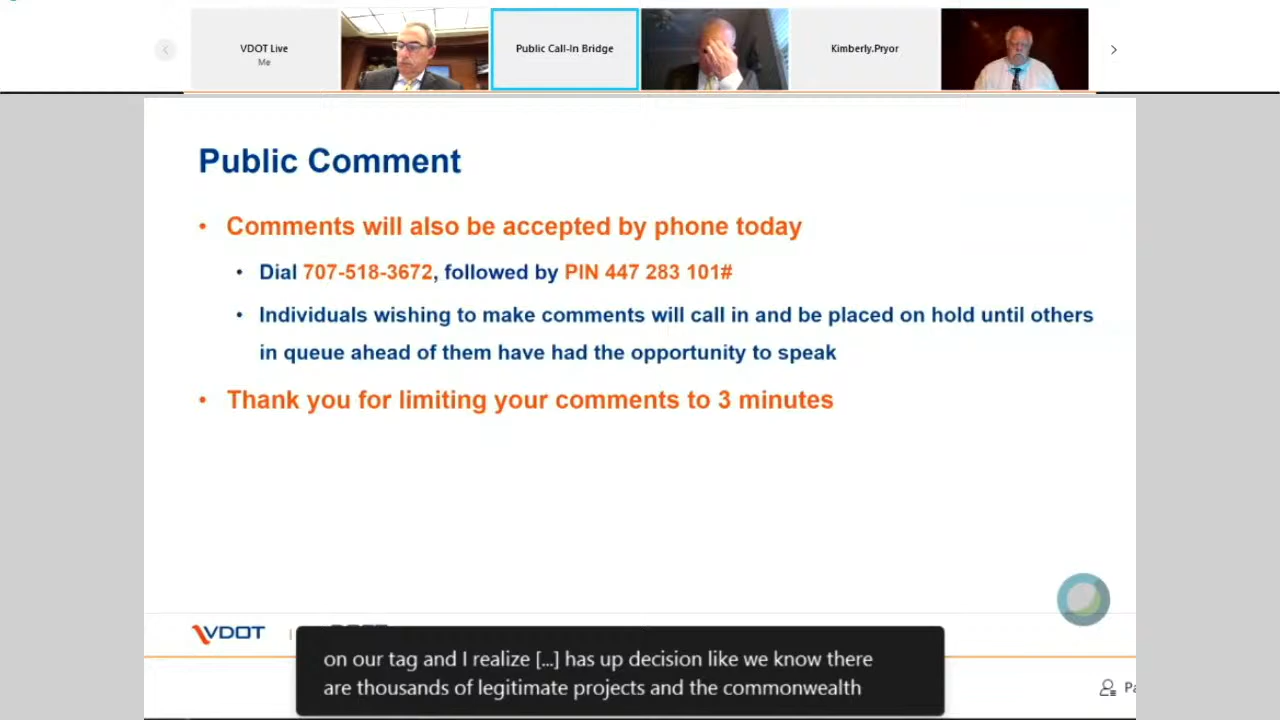 VDOT Live
Me
Public Call-In Bridge
Kimberly.Pryor
Public Comment
• Comments will also be accepted by phone today
• Dial 707-518-3672, followed by PIN 447 283 101#
• Individuals wishing to make comments will call in and be placed on hold until others
in queue ahead of them have had the opportunity to speak
• Thank you for limiting your comments to 3 minutes
VDOT
on our tag and I realize [...] has up decision like we know there
are thousands of legitimate projects and the commonwealth